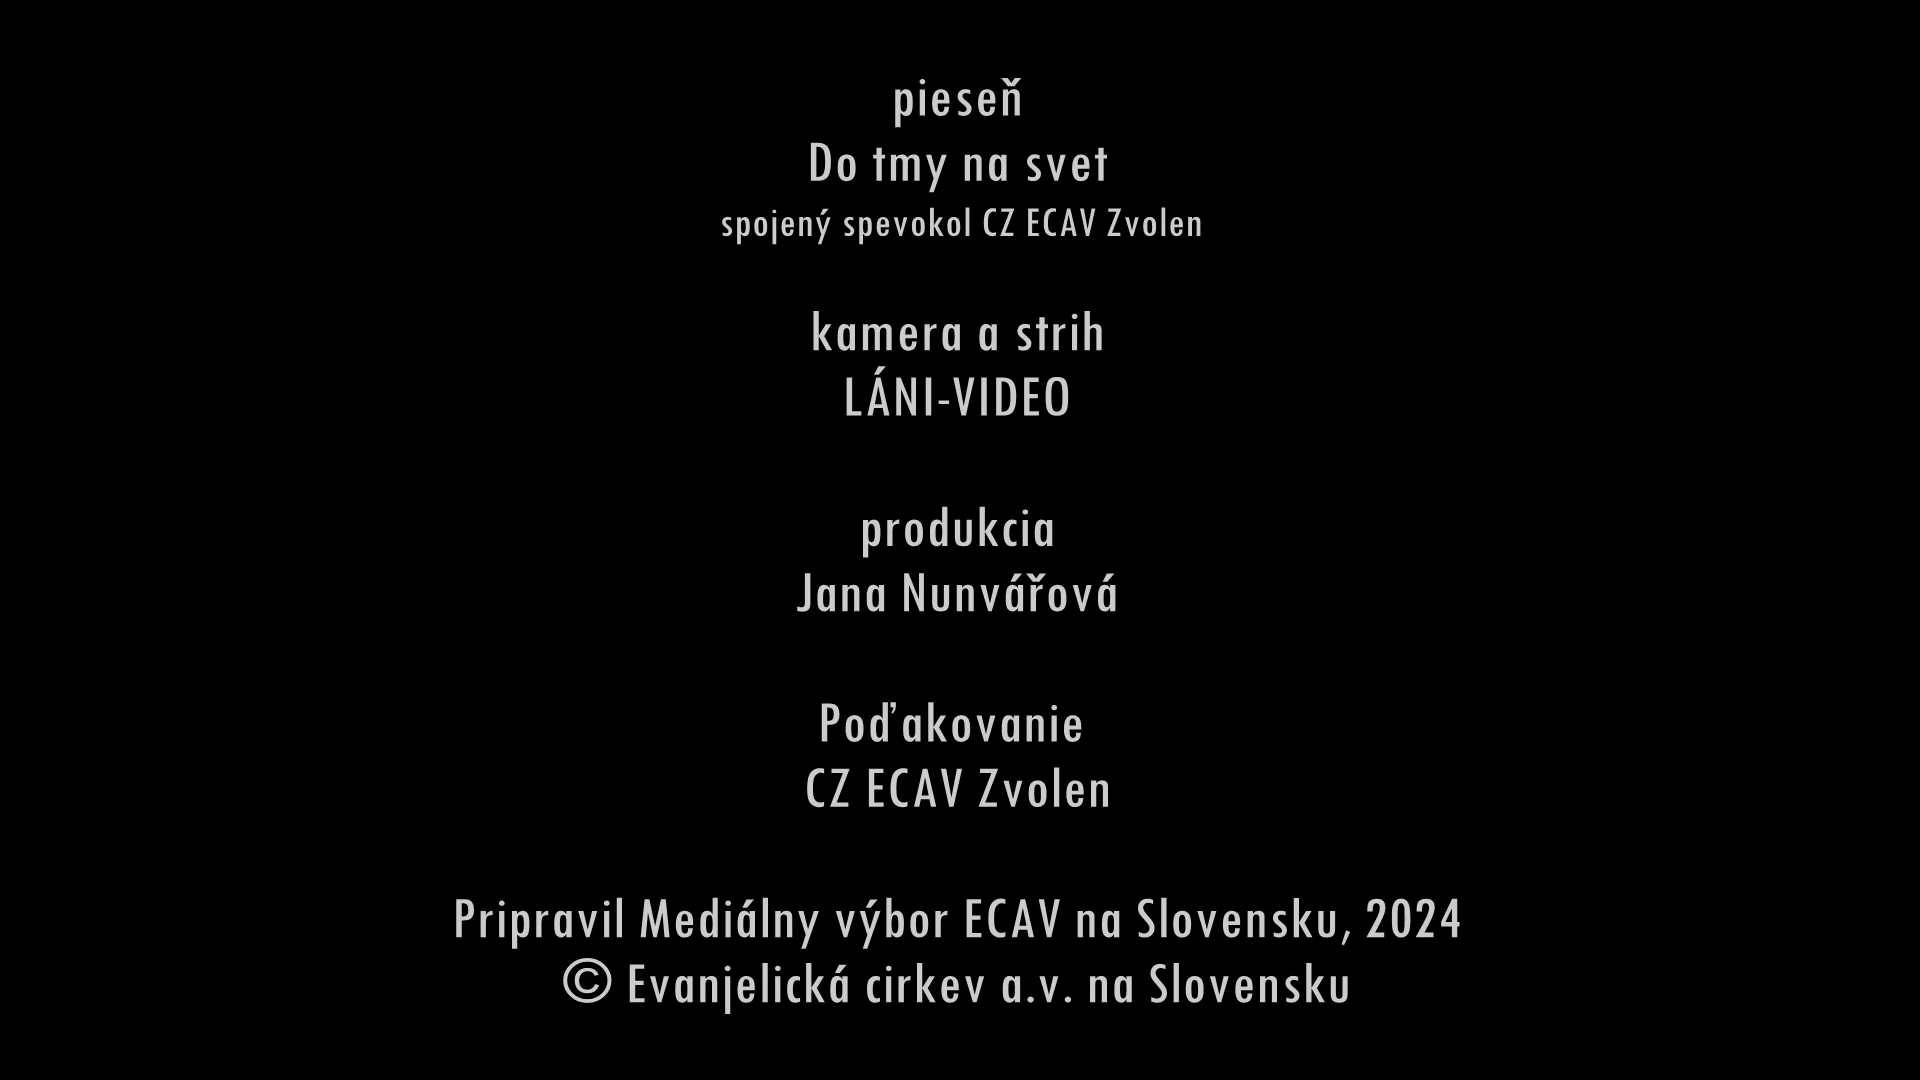 pieseň
Do tmy na svet
spojený spevokol CZ ECAV Zvolen
kamera a strih
LÁNI-VIDEO
produkcia
Jana Nunvářová
Poďakovanie
CZ ECAV Zvolen
Pripravil Mediálny výbor ECAV na Slovensku, 2024
© Evanjelická cirkev a.v. na Slovensku